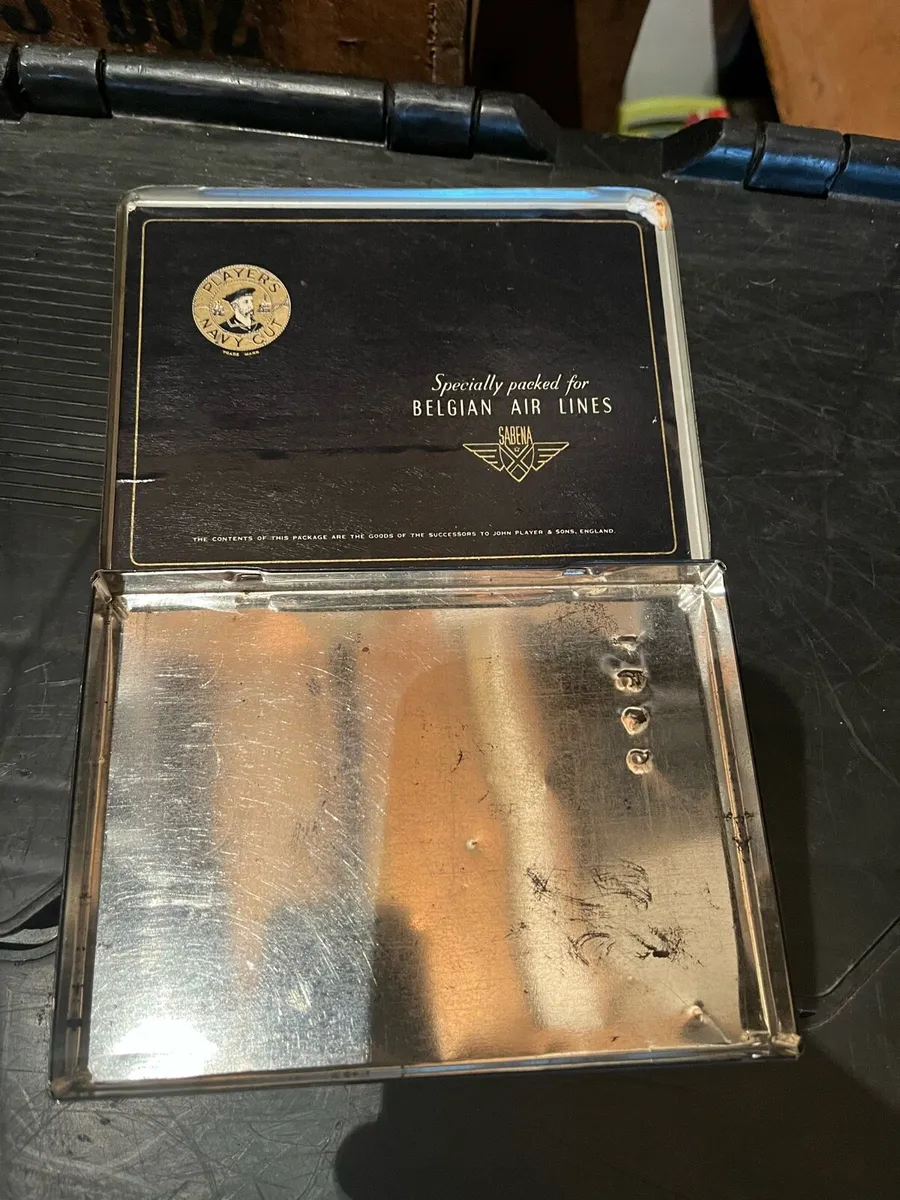 PLAYER'S
NAVY CUT
TRADE MARK
Specially packed for
BELGIAN AIR LINES
SABENA
THE CONTENTS OF THIS PACKAGE ARE THE GOODS OF THE SUCCESSORS TO JOHN PLAYER & SONS, ENGLAND.